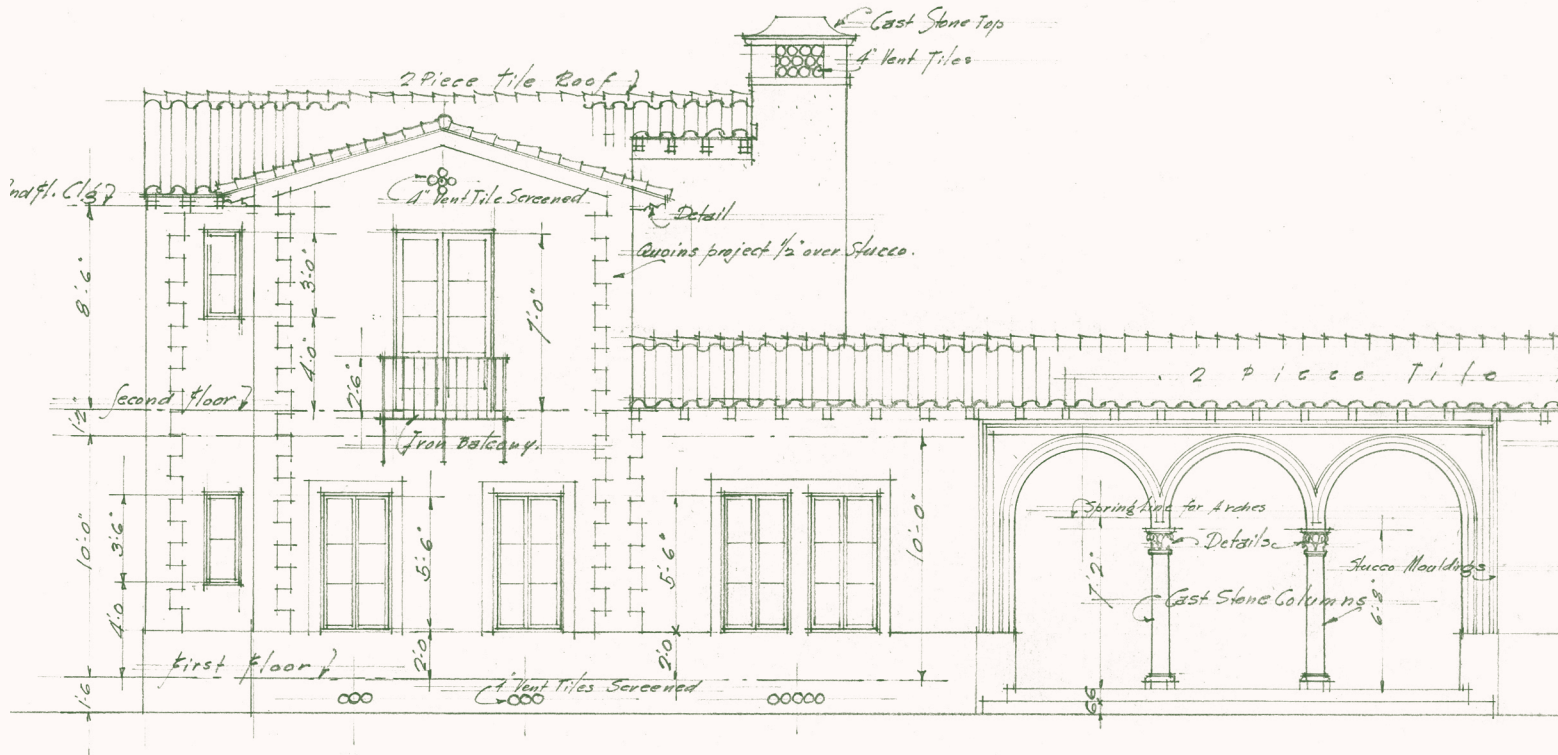 Cast Stone Top
4" Vent Tiles
2 Piece Tile Roof
4" Vent Tile Screened
Detail
Quoins project 1/2" over Stucco.
8'-6"
3'-0"
4'-0"
7'-0"
2'-6"
2 Piece Tile
Second Floor
1'-2"
Iron Balcony.
Spring Line for Arches
Details
Stucco Mouldings
Cast Stone Columns
10'-0"
3'-6"
4'-0
5'-6"
2'-0
5'-6"
2'-0
10'-0"
7'-2"
6'-8"
First Floor
4" Vent Tiles Screened
1'-6
6
6